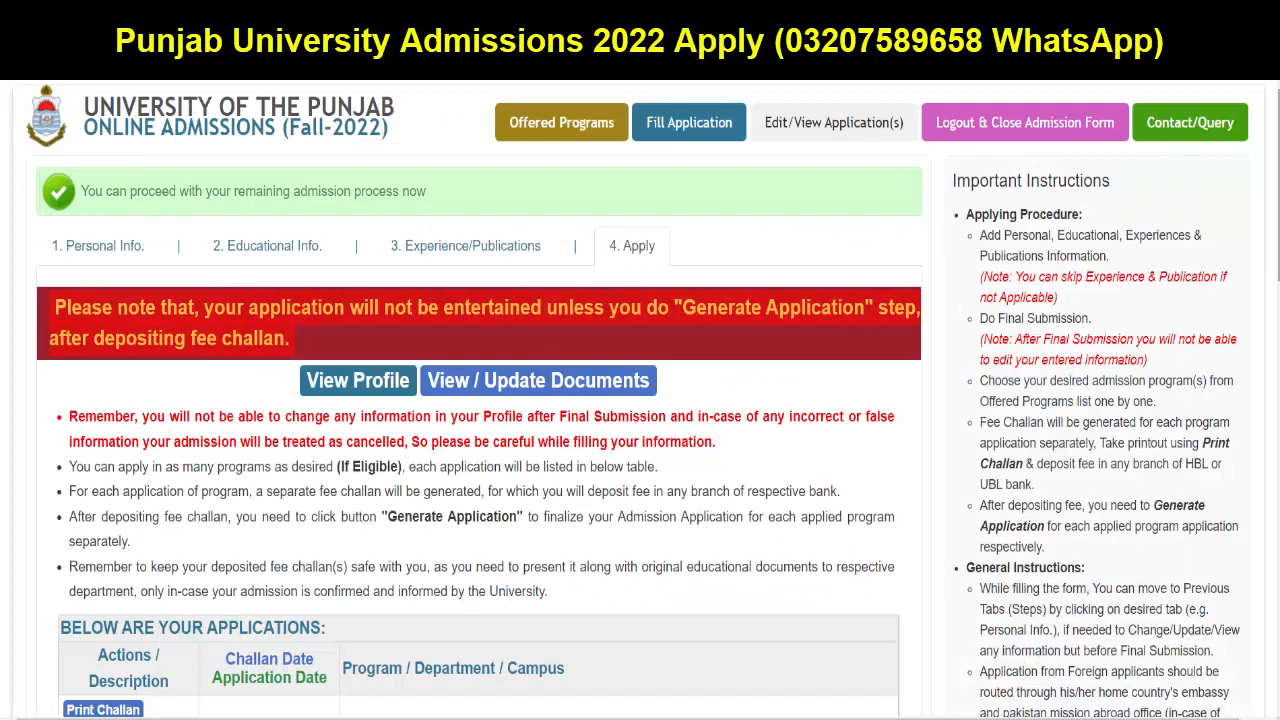 Punjab University Admissions 2022 Apply (03207589658 WhatsApp)
UNIVERSITY OF THE PUNJAB
ONLINE ADMISSIONS (Fall-2022)
Offered Programs
Fill Application
Edit/View Application(s)
Logout & Close Admission Form
Contact/Query
You can proceed with your remaining admission process now
1. Personal Info. | 2. Educational Info. | 3. Experience/Publications | 4. Apply
Please note that, your application will not be entertained unless you do "Generate Application" step,
after depositing fee challan.
View Profile
View / Update Documents
• Remember, you will not be able to change any information in your Profile after Final Submission and in-case of any incorrect or false
information your admission will be treated as cancelled, So please be careful while filling your information.
• You can apply in as many programs as desired (If Eligible), each application will be listed in below table.
• For each application of program, a separate fee challan will be generated, for which you will deposit fee in any branch of respective bank.
• After depositing fee challan, you need to click button "Generate Application" to finalize your Admission Application for each applied program
separately.
• Remember to keep your deposited fee challan(s) safe with you, as you need to present it along with original educational documents to respective
department, only in-case your admission is confirmed and informed by the University.
BELOW ARE YOUR APPLICATIONS:
Actions /
Description
Challan Date
Application Date
Program / Department / Campus
Print Challan
Important Instructions
• Applying Procedure:
Add Personal, Educational, Experiences &
Publications Information.
(Note: You can skip Experience & Publication if
not Applicable)
Do Final Submission.
(Note: After Final Submission you will not be able
to edit your entered information)
Choose your desired admission program(s) from
Offered Programs list one by one.
Fee Challan will be generated for each program
application separately, Take printout using Print
Challan & deposit fee in any branch of HBL or
UBL bank.
After depositing fee, you need to Generate
Application for each applied program application
respectively.
• General Instructions:
While filling the form, You can move to Previous
Tabs (Steps) by clicking on desired tab (e.g.
Personal Info.), if needed to Change/Update/View
any information but before Final Submission.
Application from Foreign applicants should be
routed through his/her home country's embassy
and pakistan mission abroad office (in-case of